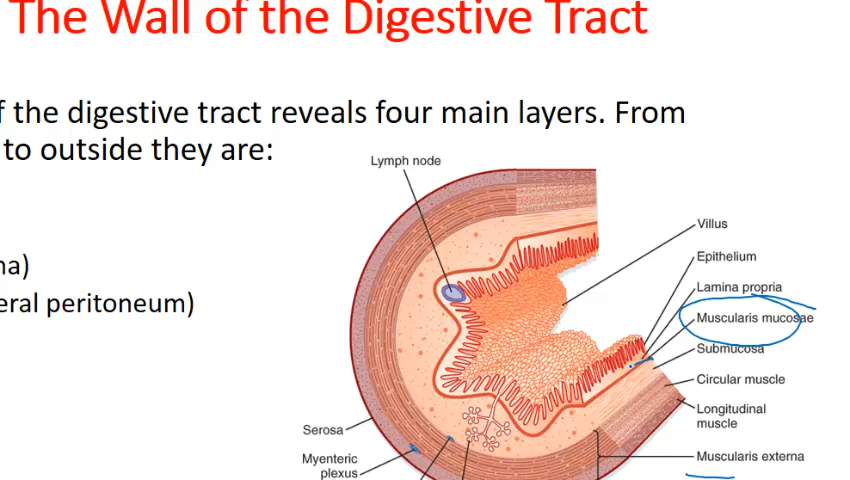 The Wall of the Digestive Tract
f the digestive tract reveals four main layers. From
to outside they are:
na)
eral peritoneum)
Lymph node
Villus
Epithelium
Lamina propria
Muscularis mucosae
Submucosa
Circular muscle
Longitudinal
muscle
Serosa
Myenteric
plexus
Muscularis externa